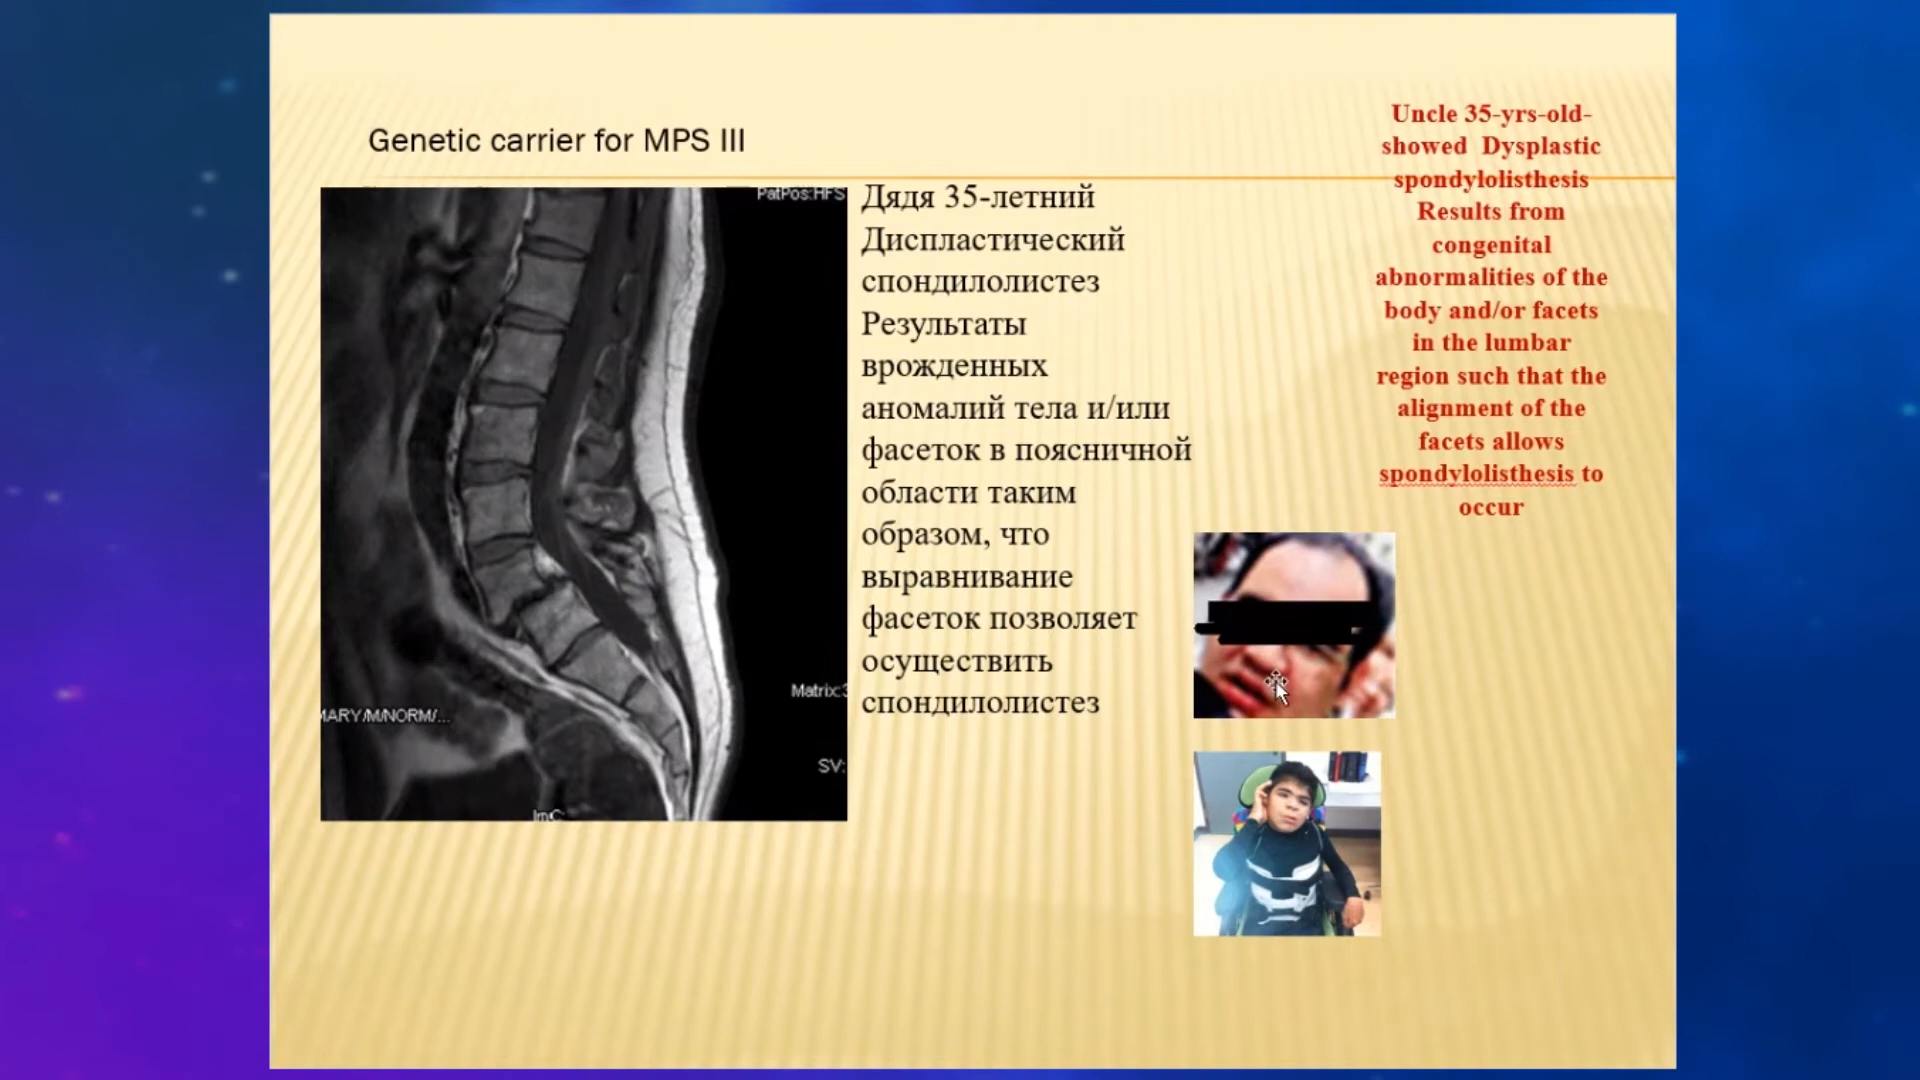 Genetic carrier for MPS III
PatPos:HFS
Matrix:3
MARY/M/NORM/...
SV:
Дядя 35-летний
Диспластический
спондилолистез
Результаты
врожденных
аномалий тела и/или
фасеток в поясничной
области таким
образом, что
выравнивание
фасеток позволяет
осуществить
спондилолистез
Uncle 35-yrs-old-
showed Dysplastic
spondylolisthesis
Results from
congenital
abnormalities of the
body and/or facets
in the lumbar
region such that the
alignment of the
facets allows
spondylolisthesis to
occur